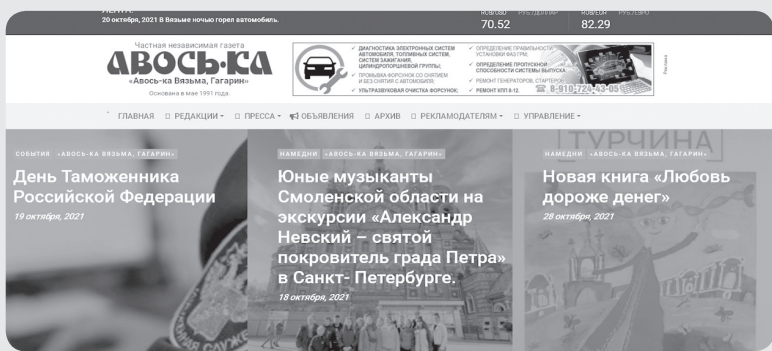 ЛЕНТА:
20 октября, 2021 В Вязьме ночью горел автомобиль.
RUB/USD РУБ./ДОЛЛАР
70.52
RUB/EUR РУБ./ЕВРО
82.29
Частная независимая газета
АВОСЬ-КА
«Авось-ка Вязьма, Гагарин»
Основана в мае 1991 года
✓ ДИАГНОСТИКА ЭЛЕКТРОННЫХ СИСТЕМ
АВТОМОБИЛЯ, ТОПЛИВНЫХ СИСТЕМ,
СИСТЕМ ЗАЖИГАНИЯ,
ЦИЛИНДРОПОРШНЕВОЙ ГРУППЫ;
✓ ПРОМЫВКА ФОРСУНОК СО СНЯТИЕМ
И БЕЗ СНЯТИЯ С АВТОМОБИЛЯ;
✓ УЛЬТРАЗВУКОВАЯ ОЧИСТКА ФОРСУНОК;
✓ ОПРЕДЕЛЕНИЕ ПРАВИЛЬНОСТИ
УСТАНОВКИ ФАЗ ГРМ;
✓ ОПРЕДЕЛЕНИЕ ПРОПУСКНОЙ
СПОСОБНОСТИ СИСТЕМЫ ВЫПУСКА
✓ РЕМОНТ ГЕНЕРАТОРОВ, СТАРТЕРОВ
✓ РЕМОНТ КПП 8-12.
☎ 8-910-724-43-05
Реклама
ГЛАВНАЯ РЕДАКЦИИ ПРЕССА ОБЪЯВЛЕНИЯ АРХИВ РЕКЛАМОДАТЕЛЯМ УПРАВЛЕНИЕ
СОБЫТИЯ «АВОСЬ-КА ВЯЗЬМА, ГАГАРИН»
День Таможенника
Российской Федерации
19 октября, 2021
НАМЕДНИ «АВОСЬ-КА ВЯЗЬМА, ГАГАРИН»
Юные музыканты
Смоленской области на
экскурсии «Александр
Невский – святой
покровитель града Петра»
в Санкт- Петербурге.
18 октября, 2021
ТУРЧИНА
НАМЕДНИ «АВОСЬ-КА ВЯЗЬМА, ГАГАРИН»
Новая книга «Любовь
дороже денег»
28 октября, 2021